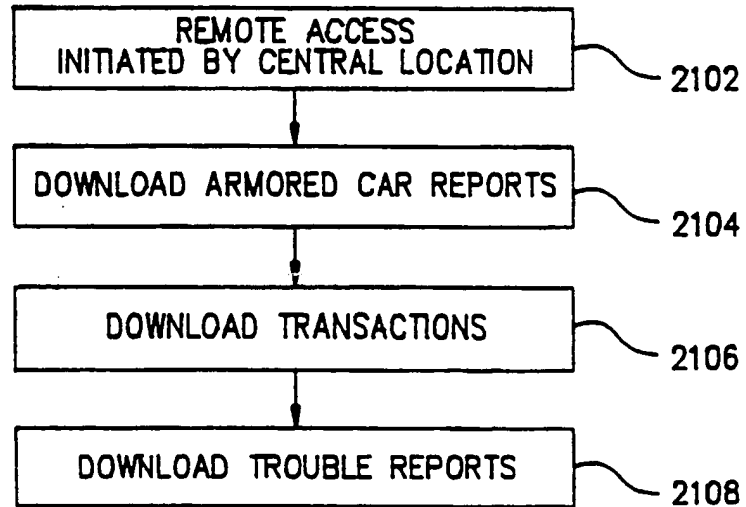 REMOTE ACCESS
INITIATED BY CENTRAL LOCATION
2102
DOWNLOAD ARMORED CAR REPORTS
2104
DOWNLOAD TRANSACTIONS
2106
DOWNLOAD TROUBLE REPORTS
2108